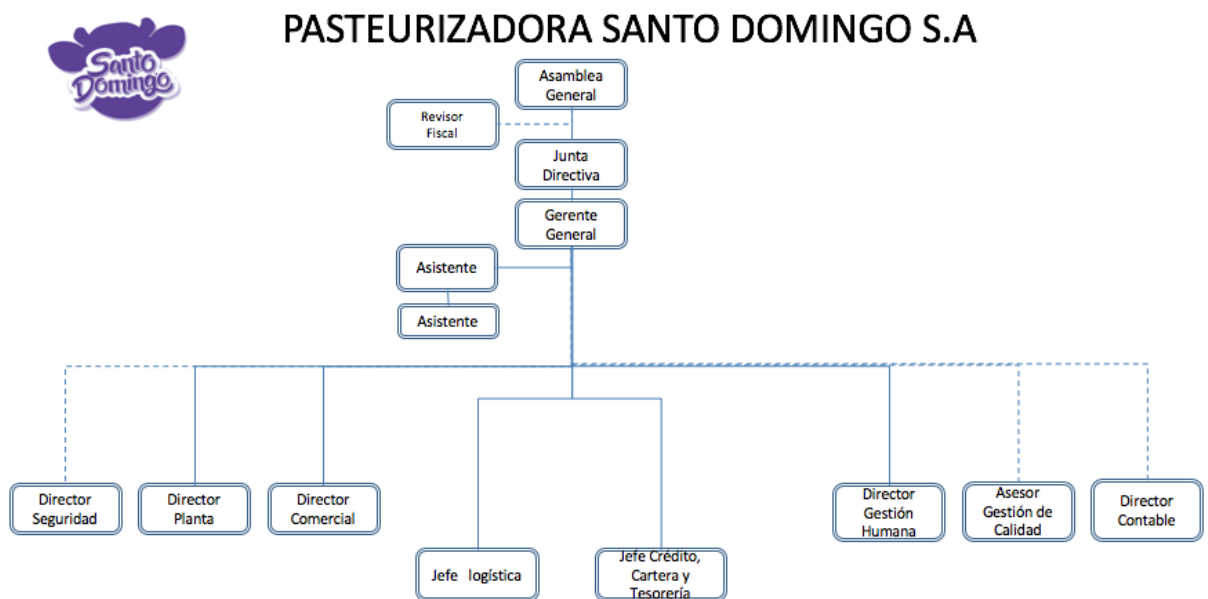 PASTEURIZADORA SANTO DOMINGO S.A
Santo
Domingo
Asamblea
General
Revisor
Fiscal
Junta
Directiva
Gerente
General
Asistente
Asistente
Director
Seguridad
Director
Planta
Director
Comercial
Jefe logística
Jefe Crédito,
Cartera y
Tesorería
Director
Gestión
Humana
Asesor
Gestión de
Calidad
Director
Contable